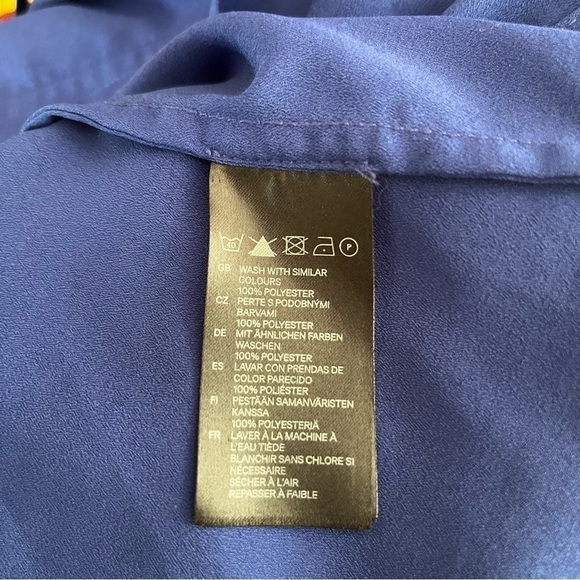 40 P
GB WASH WITH SIMILAR
COLOURS
100% POLYESTER
CZ PERTE S PODOBNÝMI
BARVAMI
100% POLYESTER
DE MIT ÄHNLICHEN FARBEN
WASCHEN
100% POLYESTER
ES LAVAR CON PRENDAS DE
COLOR PARECIDO
100% POLIÉSTER
FI PESTÄÄN SAMANVÄRISTEN
KANSSA
100% POLYESTERIÄ
FR LAVER À LA MACHINE À
L'EAU TIÈDE
BLANCHIR SANS CHLORE SI
NÉCESSAIRE
SÉCHER À L'AIR
REPASSER À FAIBLE